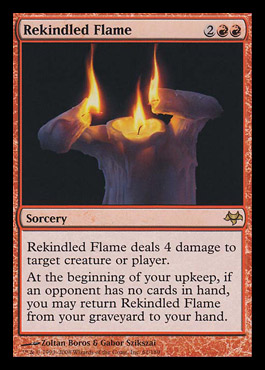 Rekindled Flame 2
Sorcery
Rekindled Flame deals 4 damage to
target creature or player.
At the beginning of your upkeep, if
an opponent has no cards in hand,
you may return Rekindled Flame
from your graveyard to your hand.
Zoltan Boros & Gabor Szikszai